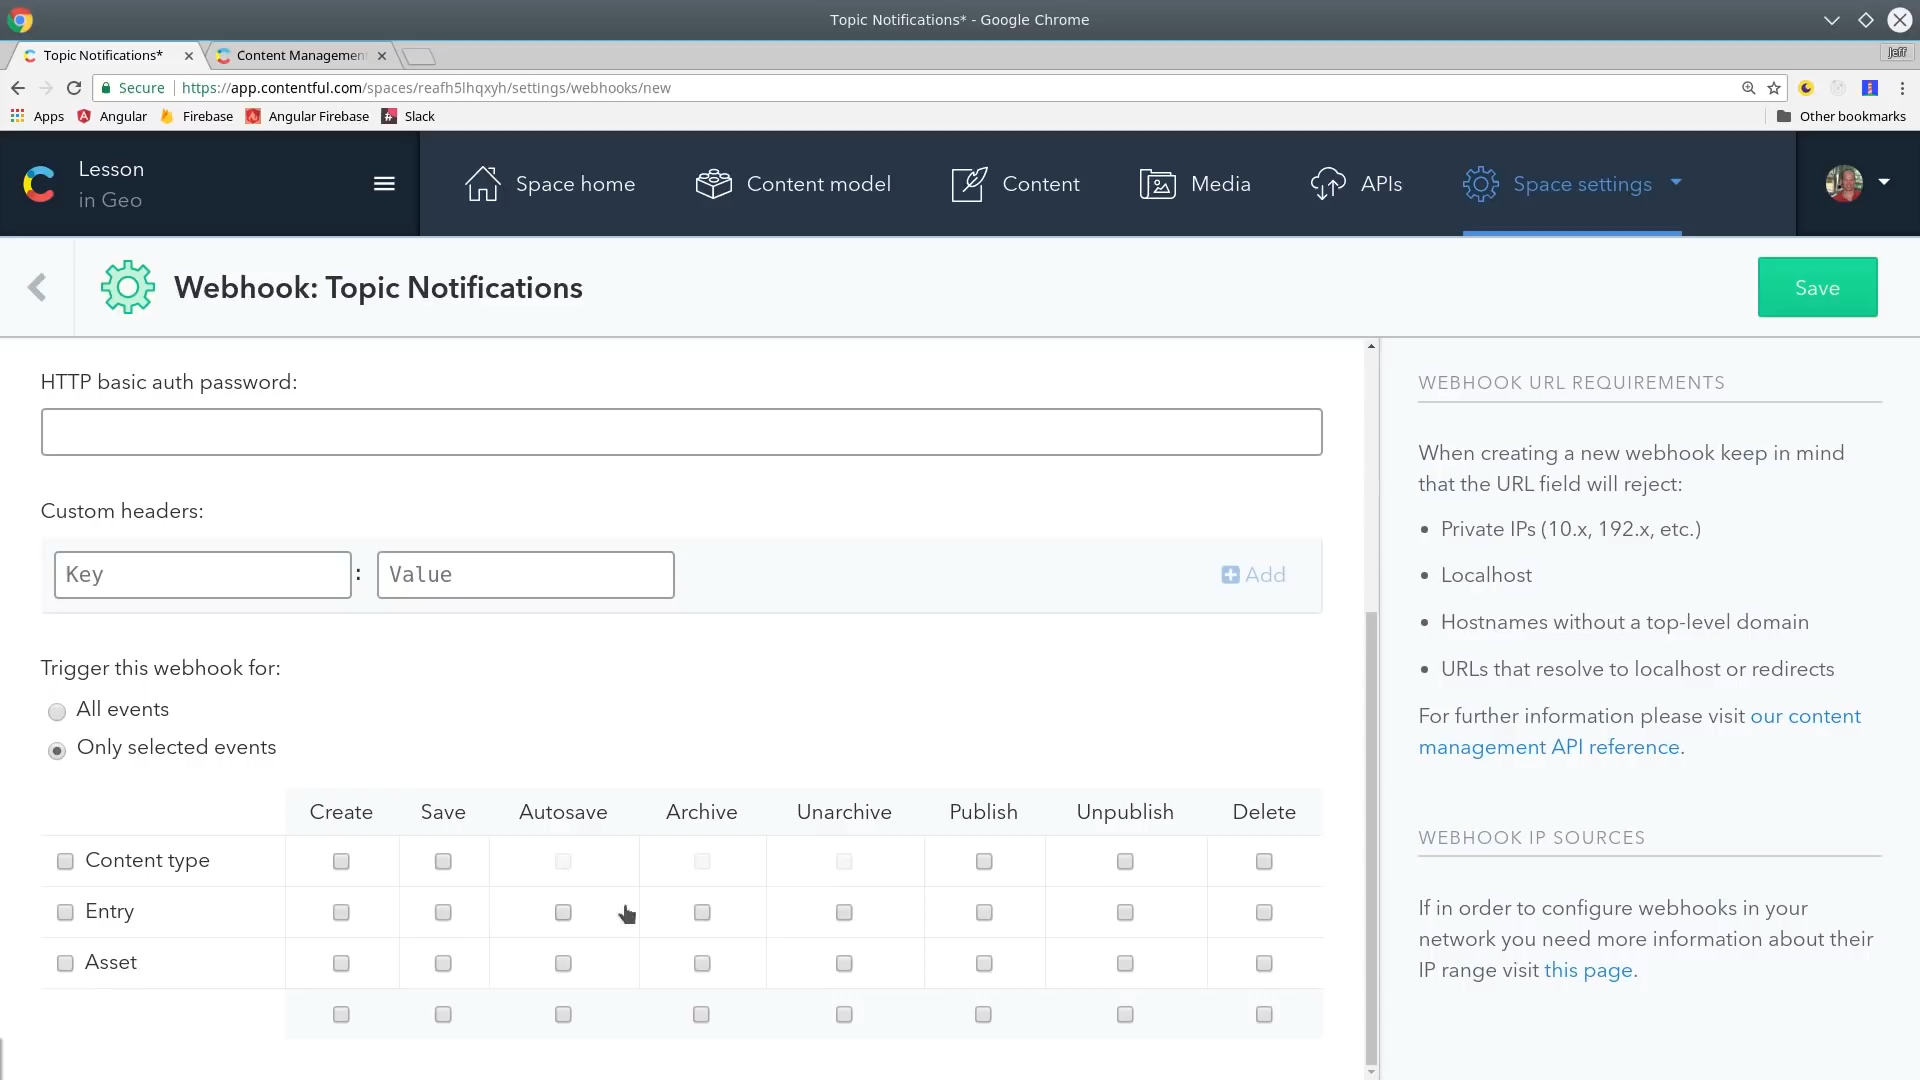 Topic Notifications* - Google Chrome
Topic Notifications*
Content Managemen
Jeff
Secure https://app.contentful.com/spaces/reafh5lhqxyh/settings/webhooks/new
Apps Angular Firebase Angular Firebase Slack Other bookmarks
Lesson
in Geo
Space home Content model Content Media APIs Space settings
Webhook: Topic Notifications
Save
HTTP basic auth password:
Custom headers:
Key : Value Add
Trigger this webhook for:
All events
Only selected events
Create Save Autosave Archive Unarchive Publish Unpublish Delete
Content type
Entry
Asset
WEBHOOK URL REQUIREMENTS
When creating a new webhook keep in mind
that the URL field will reject:
• Private IPs (10.x, 192.x, etc.)
• Localhost
• Hostnames without a top-level domain
• URLs that resolve to localhost or redirects
For further information please visit our content
management API reference.
WEBHOOK IP SOURCES
If in order to configure webhooks in your
network you need more information about their
IP range visit this page.